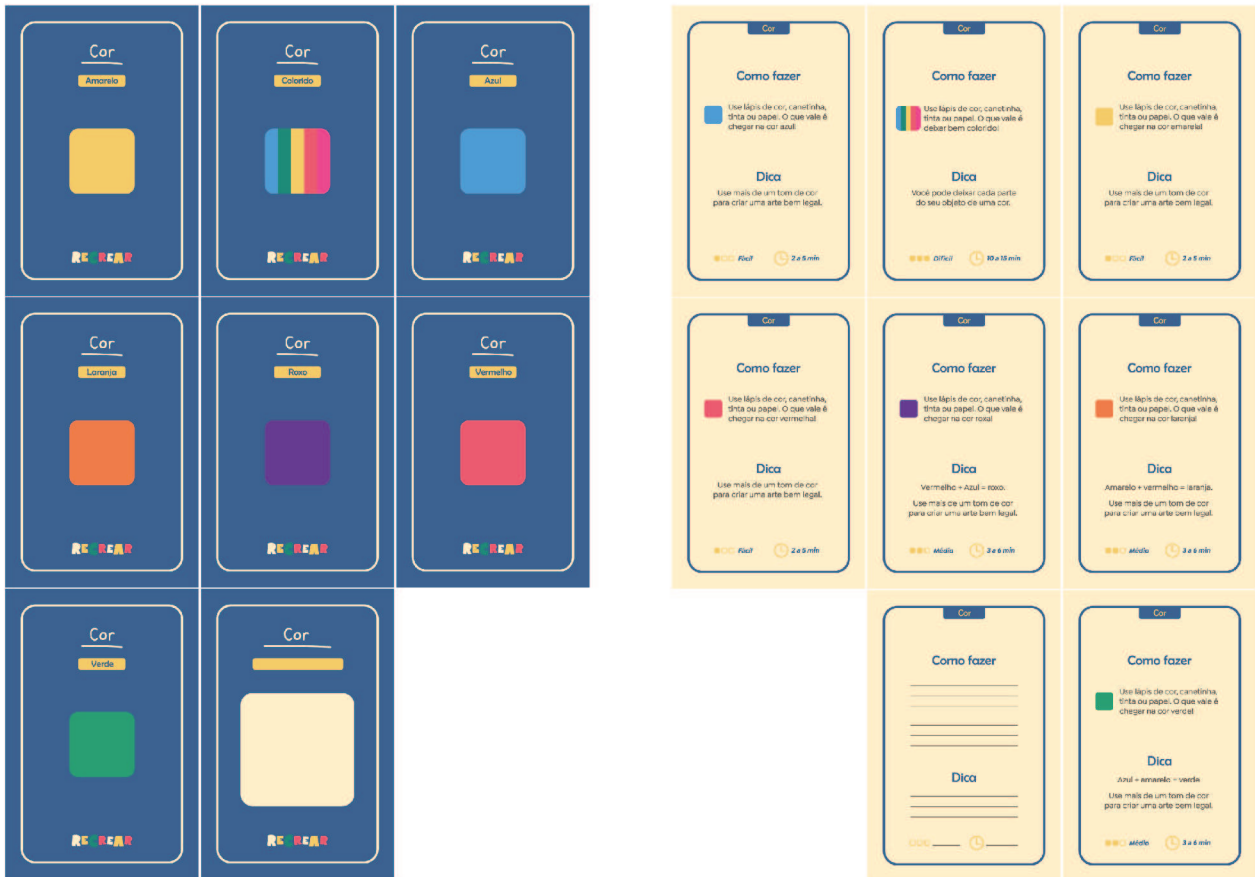 Cor
Amarelo
RECREAR
Cor
Colorido
RECREAR
Cor
Azul
RECREAR
Cor
Laranja
RECREAR
Cor
Roxo
RECREAR
Cor
Vermelho
RECREAR
Cor
Verde
RECREAR
Cor
RECREAR
Cor
Como fazer
Use lápis de cor, canetinha,
tinta ou papel. O que vale é
chegar na cor azul!
Dica
Use mais de um tom de cor
para criar uma arte bem legal.
Fácil
2 a 5 min
Cor
Como fazer
Use lápis de cor, canetinha,
tinta ou papel. O que vale é
deixar bem colorido!
Dica
Você pode deixar cada parte
do seu objeto de uma cor.
Difícil
10 a 15 min
Cor
Como fazer
Use lápis de cor, canetinha,
tinta ou papel. O que vale é
chegar na cor amarela!
Dica
Use mais de um tom de cor
para criar uma arte bem legal.
Fácil
2 a 5 min
Cor
Como fazer
Use lápis de cor, canetinha,
tinta ou papel. O que vale é
chegar na cor vermelha!
Dica
Use mais de um tom de cor
para criar uma arte bem legal.
Fácil
2 a 5 min
Cor
Como fazer
Use lápis de cor, canetinha,
tinta ou papel. O que vale é
chegar na cor roxa!
Dica
Vermelho + Azul = roxo.
Use mais de um tom de cor
para criar uma arte bem legal.
Médio
3 a 6 min
Cor
Como fazer
Use lápis de cor, canetinha,
tinta ou papel. O que vale é
chegar na cor laranja!
Dica
Amarelo + vermelho = laranja.
Use mais de um tom de cor
para criar uma arte bem legal.
Médio
3 a 6 min
Cor
Como fazer
Dica
Cor
Como fazer
Use lápis de cor, canetinha,
tinta ou papel. O que vale é
chegar na cor verde!
Dica
Azul + amarelo = verde
Use mais de um tom de cor
para criar uma arte bem legal.
Médio
3 a 6 min